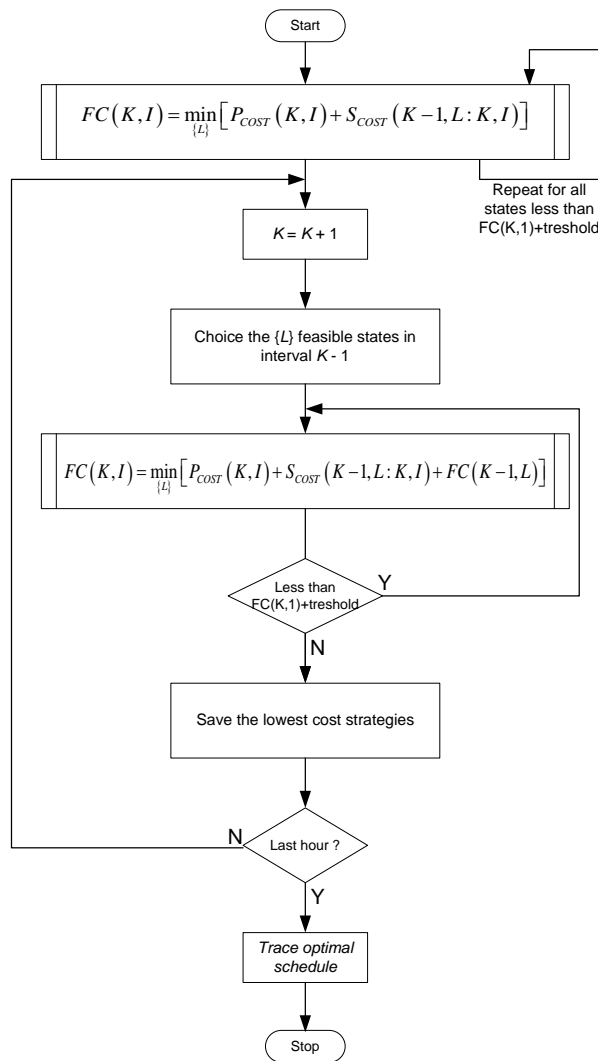 Start
FC(K,I) = min [P_COST(K,I) + S_COST(K-1,L:K,I)]
{L}
Repeat for all
states less than
FC(K,1)+treshold
K = K + 1
Choice the {L} feasible states in
interval K - 1
FC(K,I) = min [P_COST(K,I) + S_COST(K-1,L:K,I) + FC(K-1,L)]
{L}
Less than
FC(K,1)+treshold
Y
N
Save the lowest cost strategies
N
Last hour ?
Y
Trace optimal
schedule
Stop